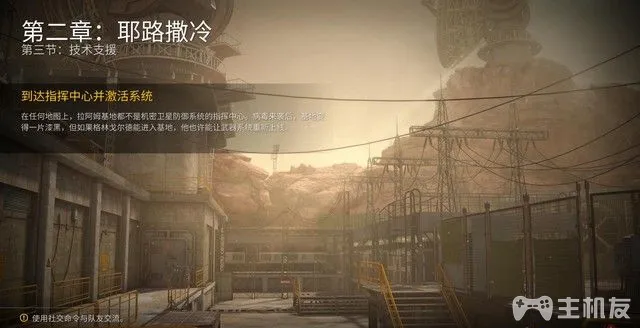 第二章：耶路撒冷
第三节：技术支援
到达指挥中心并激活系统
在任何地图上，拉阿姆基地都不是机密卫星防御系统的指挥中心。病毒来袭后，基地变
得一片漆黑，但如果格林戈尔德能进入基地，他也许能让武器系统重新上线。
使用社交命令与队友交流。
主机友